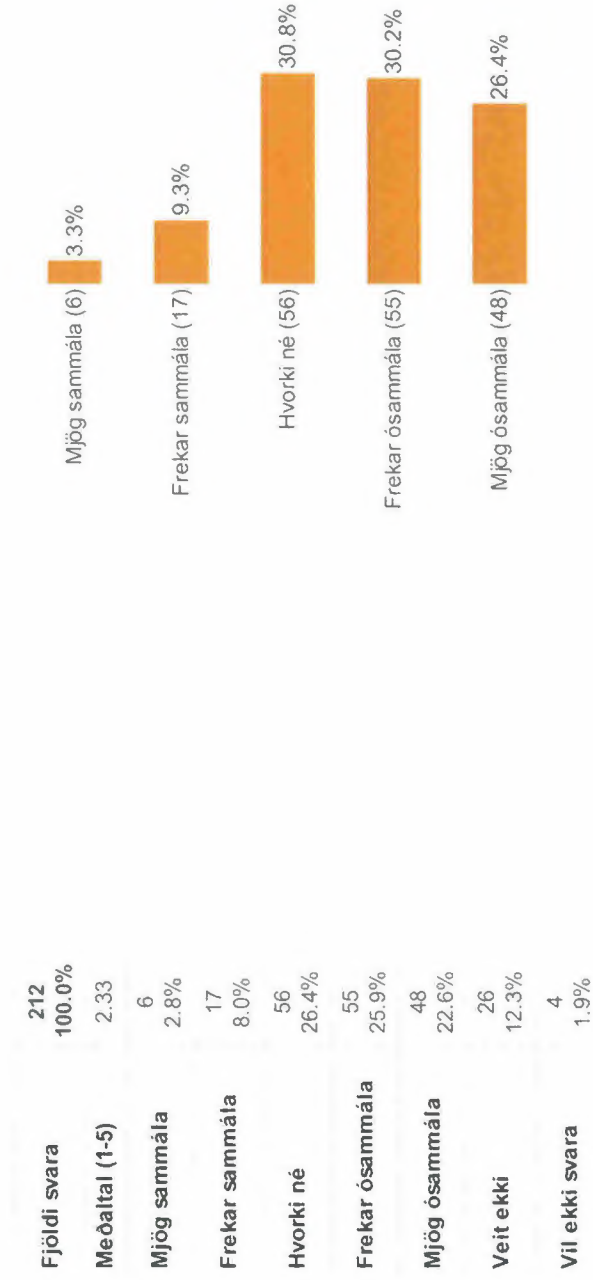 Fjöldi svara
212
100.0%
Meðaltal (1-5)
2.33
Mjög sammála
6
2.8%
Frekar sammála
17
8.0%
Hvorki né
56
26.4%
Frekar ósammála
55
25.9%
Mjög ósammála
48
22.6%
Veit ekki
26
12.3%
Vil ekki svara
4
1.9%
Mjög sammála (6)
3.3%
Frekar sammála (17)
9.3%
Hvorki né (56)
30.8%
Frekar ósammála (55)
30.2%
Mjög ósammála (48)
26.4%